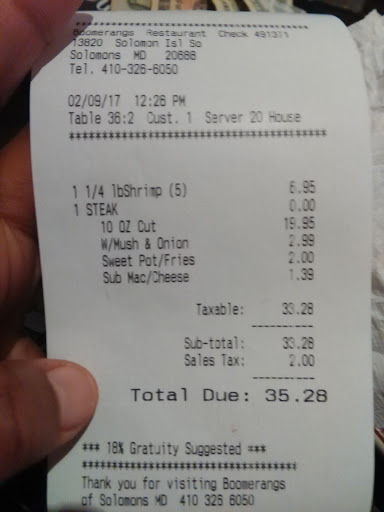 ********************************
Boomerangs Restaurant Check 491371
13820 Solomon Isl So
Solomons MD 20688
Tel. 410-326-6050
02/09/17 12:26 PM
Table 36:2 Cust. 1 Server 20 House
***********************************
1 1/4 lbShrimp (5) 6.95
1 STEAK 0.00
10 OZ Cut 19.95
W/Mush & Onion 2.99
Sweet Pot/Fries 2.00
Sub Mac/Cheese 1.39
Taxable: 33.28
----------
Sub-total: 33.28
Sales Tax: 2.00
----------
Total Due: 35.28
*** 18% Gratuity Suggested ***
********************************
Thank you for visiting Boomerangs
of Solomons MD 410 326 6050